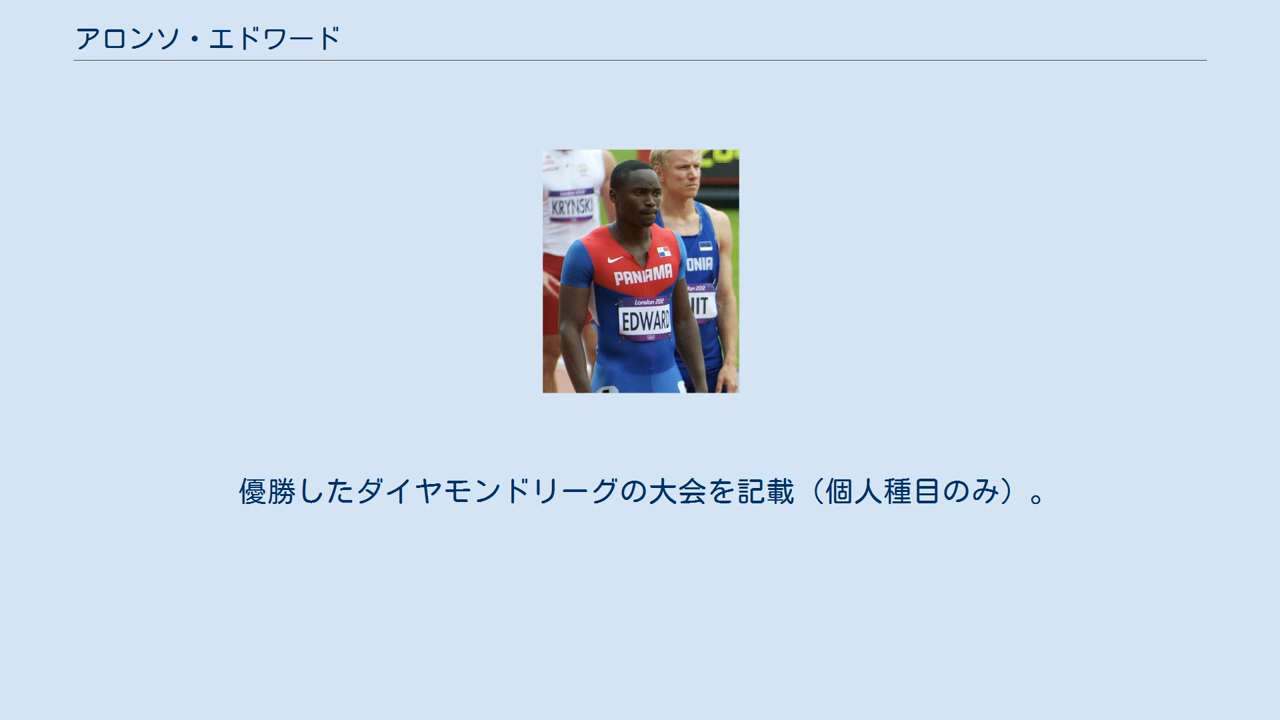 アロンソ・エドワード
KRYNSKI
PANAMA
London 2012
EDWARD
ONIA
優勝したダイヤモンドリーグの大会を記載（個人種目のみ）。